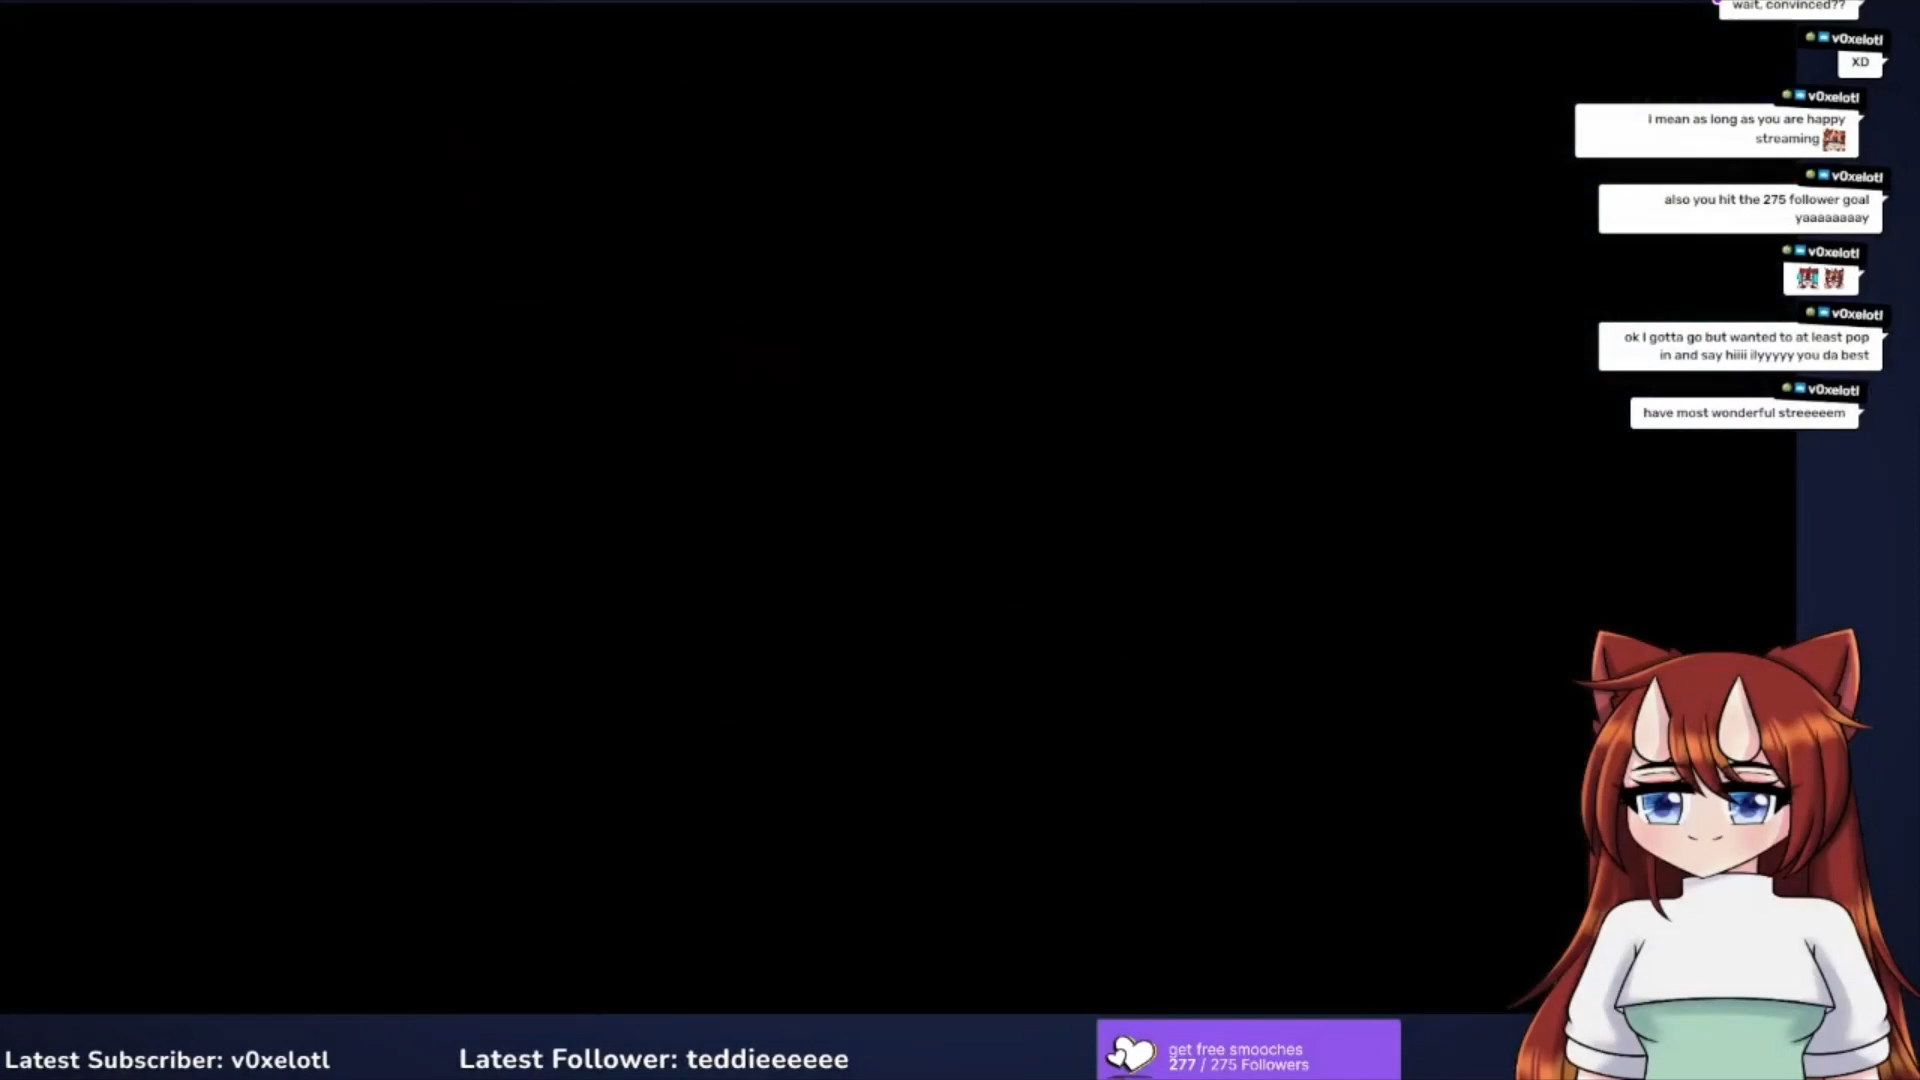 wait, convinced??
v0xelotl
XD
v0xelotl
i mean as long as you are happy
streaming
v0xelotl
also you hit the 275 follower goal
yaaaaaaay
v0xelotl
v0xelotl
ok I gotta go but wanted to at least pop
in and say hiiii ilyyyyy you da best
v0xelotl
have most wonderful streeeeem
Latest Subscriber: v0xelotl
Latest Follower: teddieeeeee
get free smooches
277 / 275 Followers